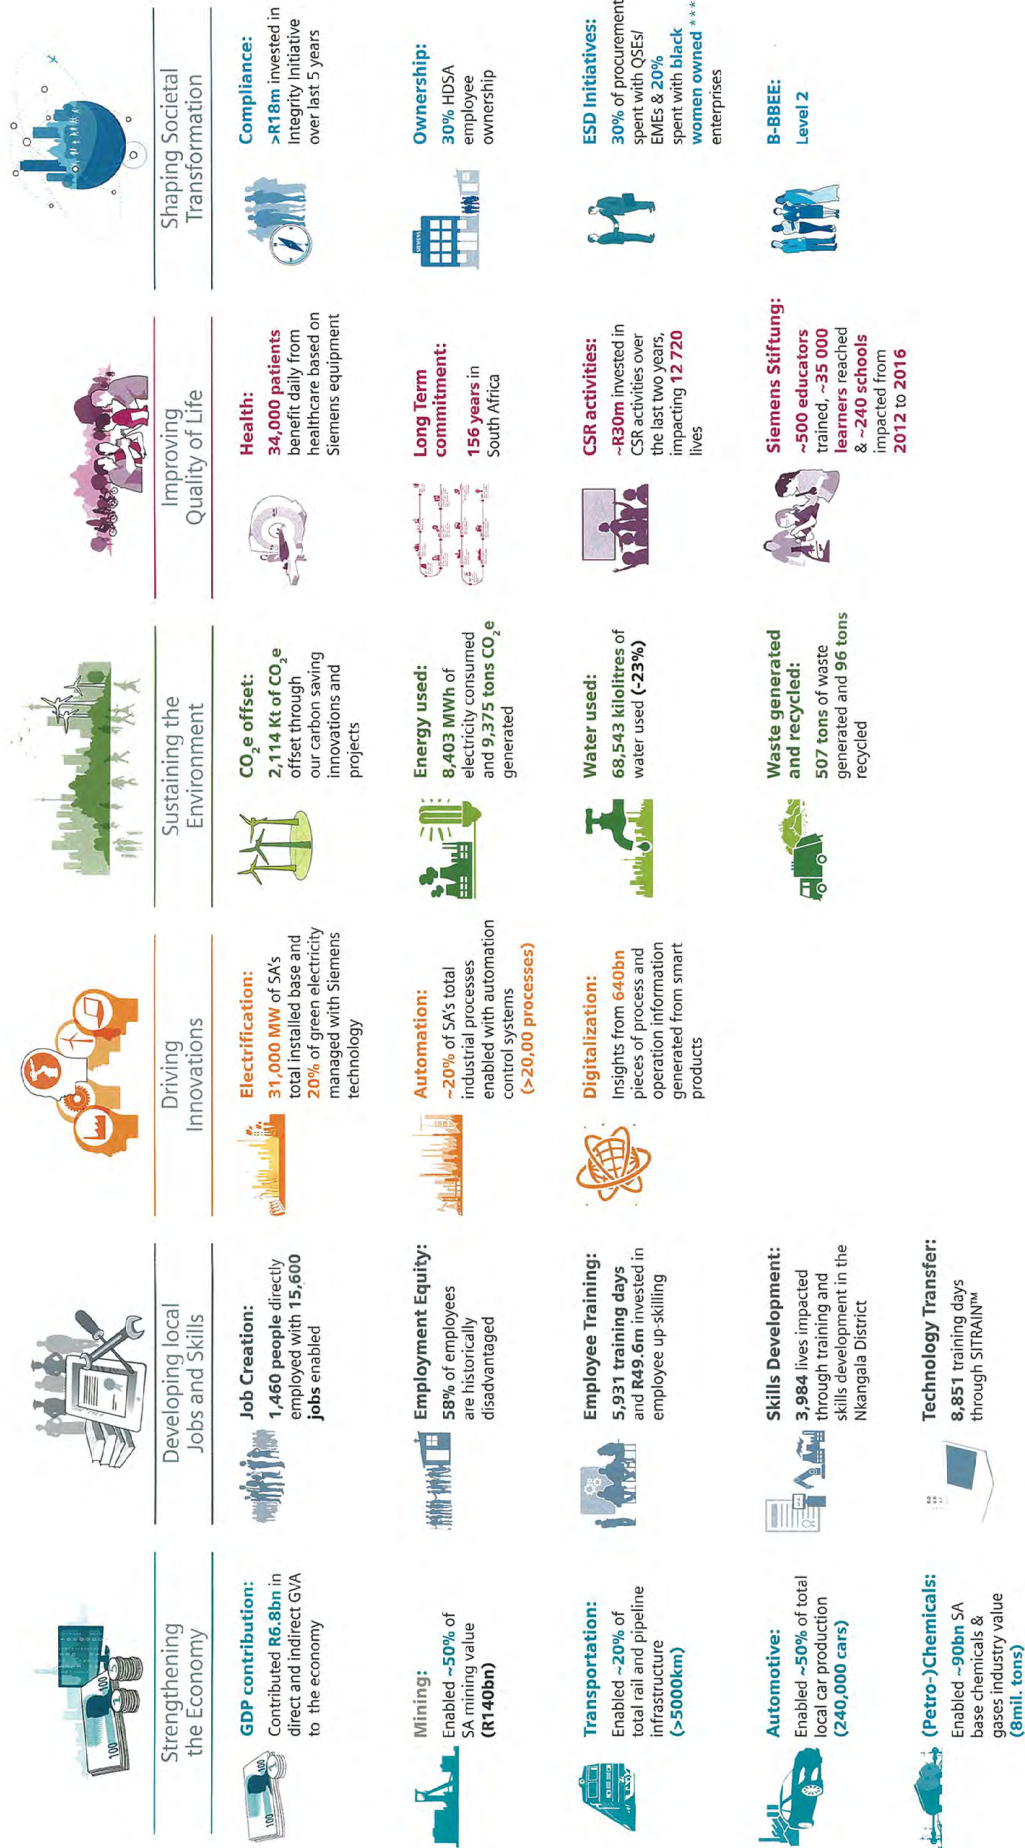 Strengthening
the Economy
GDP contribution:
Contributed R6.8bn in
direct and indirect GVA
to the economy
Mining:
Enabled ~50% of
SA mining value
(R140bn)
Transportation:
Enabled ~20% of
total rail and pipeline
infrastructure
(>5000km)
Automotive:
Enabled ~50% of total
local car production
(240,000 cars)
(Petro-)Chemicals:
Enabled ~90bn SA
base chemicals &
gases industry value
(8mil. tons)
Developing local
Jobs and Skills
Job Creation:
1,460 people directly
employed with 15,600
jobs enabled
Employment Equity:
58% of employees
are historically
disadvantaged
Employee Training:
5,931 training days
and R49.6m invested in
employee up-skilling
Skills Development:
3,984 lives impacted
through training and
skills development in the
Nkangala District
Technology Transfer:
8,851 training days
through SITRAIN™
Driving
Innovations
Electrification:
31,000 MW of SA's
total installed base and
20% of green electricity
managed with Siemens
technology
Automation:
~20% of SA's total
industrial processes
enabled with automation
control systems
(>20,00 processes)
Digitalization:
Insights from 640bn
pieces of process and
operation information
generated from smart
products
Sustaining the
Environment
CO₂e offset:
2,114 Kt of CO₂e
offset through
our carbon saving
innovations and
projects
Energy used:
8,403 MWh of
electricity consumed
and 9,375 tons CO₂e
generated
Water used:
68,543 kilolitres of
water used (-23%)
Waste generated
and recycled:
507 tons of waste
generated and 96 tons
recycled
Improving
Quality of Life
Health:
34,000 patients
benefit daily from
healthcare based on
Siemens equipment
Long Term
commitment:
156 years in
South Africa
CSR activities:
~R30m invested in
CSR activities over
the last two years,
impacting 12 720
lives
Siemens Stiftung:
~500 educators
trained, ~35 000
learners reached
& ~240 schools
impacted from
2012 to 2016
Shaping Societal
Transformation
Compliance:
>R18m invested in
Integrity Initiative
over last 5 years
SIEMENS
Ownership:
30% HDSA
employee
ownership
ESD Initiatives:
30% of procurement
spent with QSEs/
EMEs & 20%
spent with black
women owned ****
enterprises
B-BBEE:
Level 2
100
100
100
100